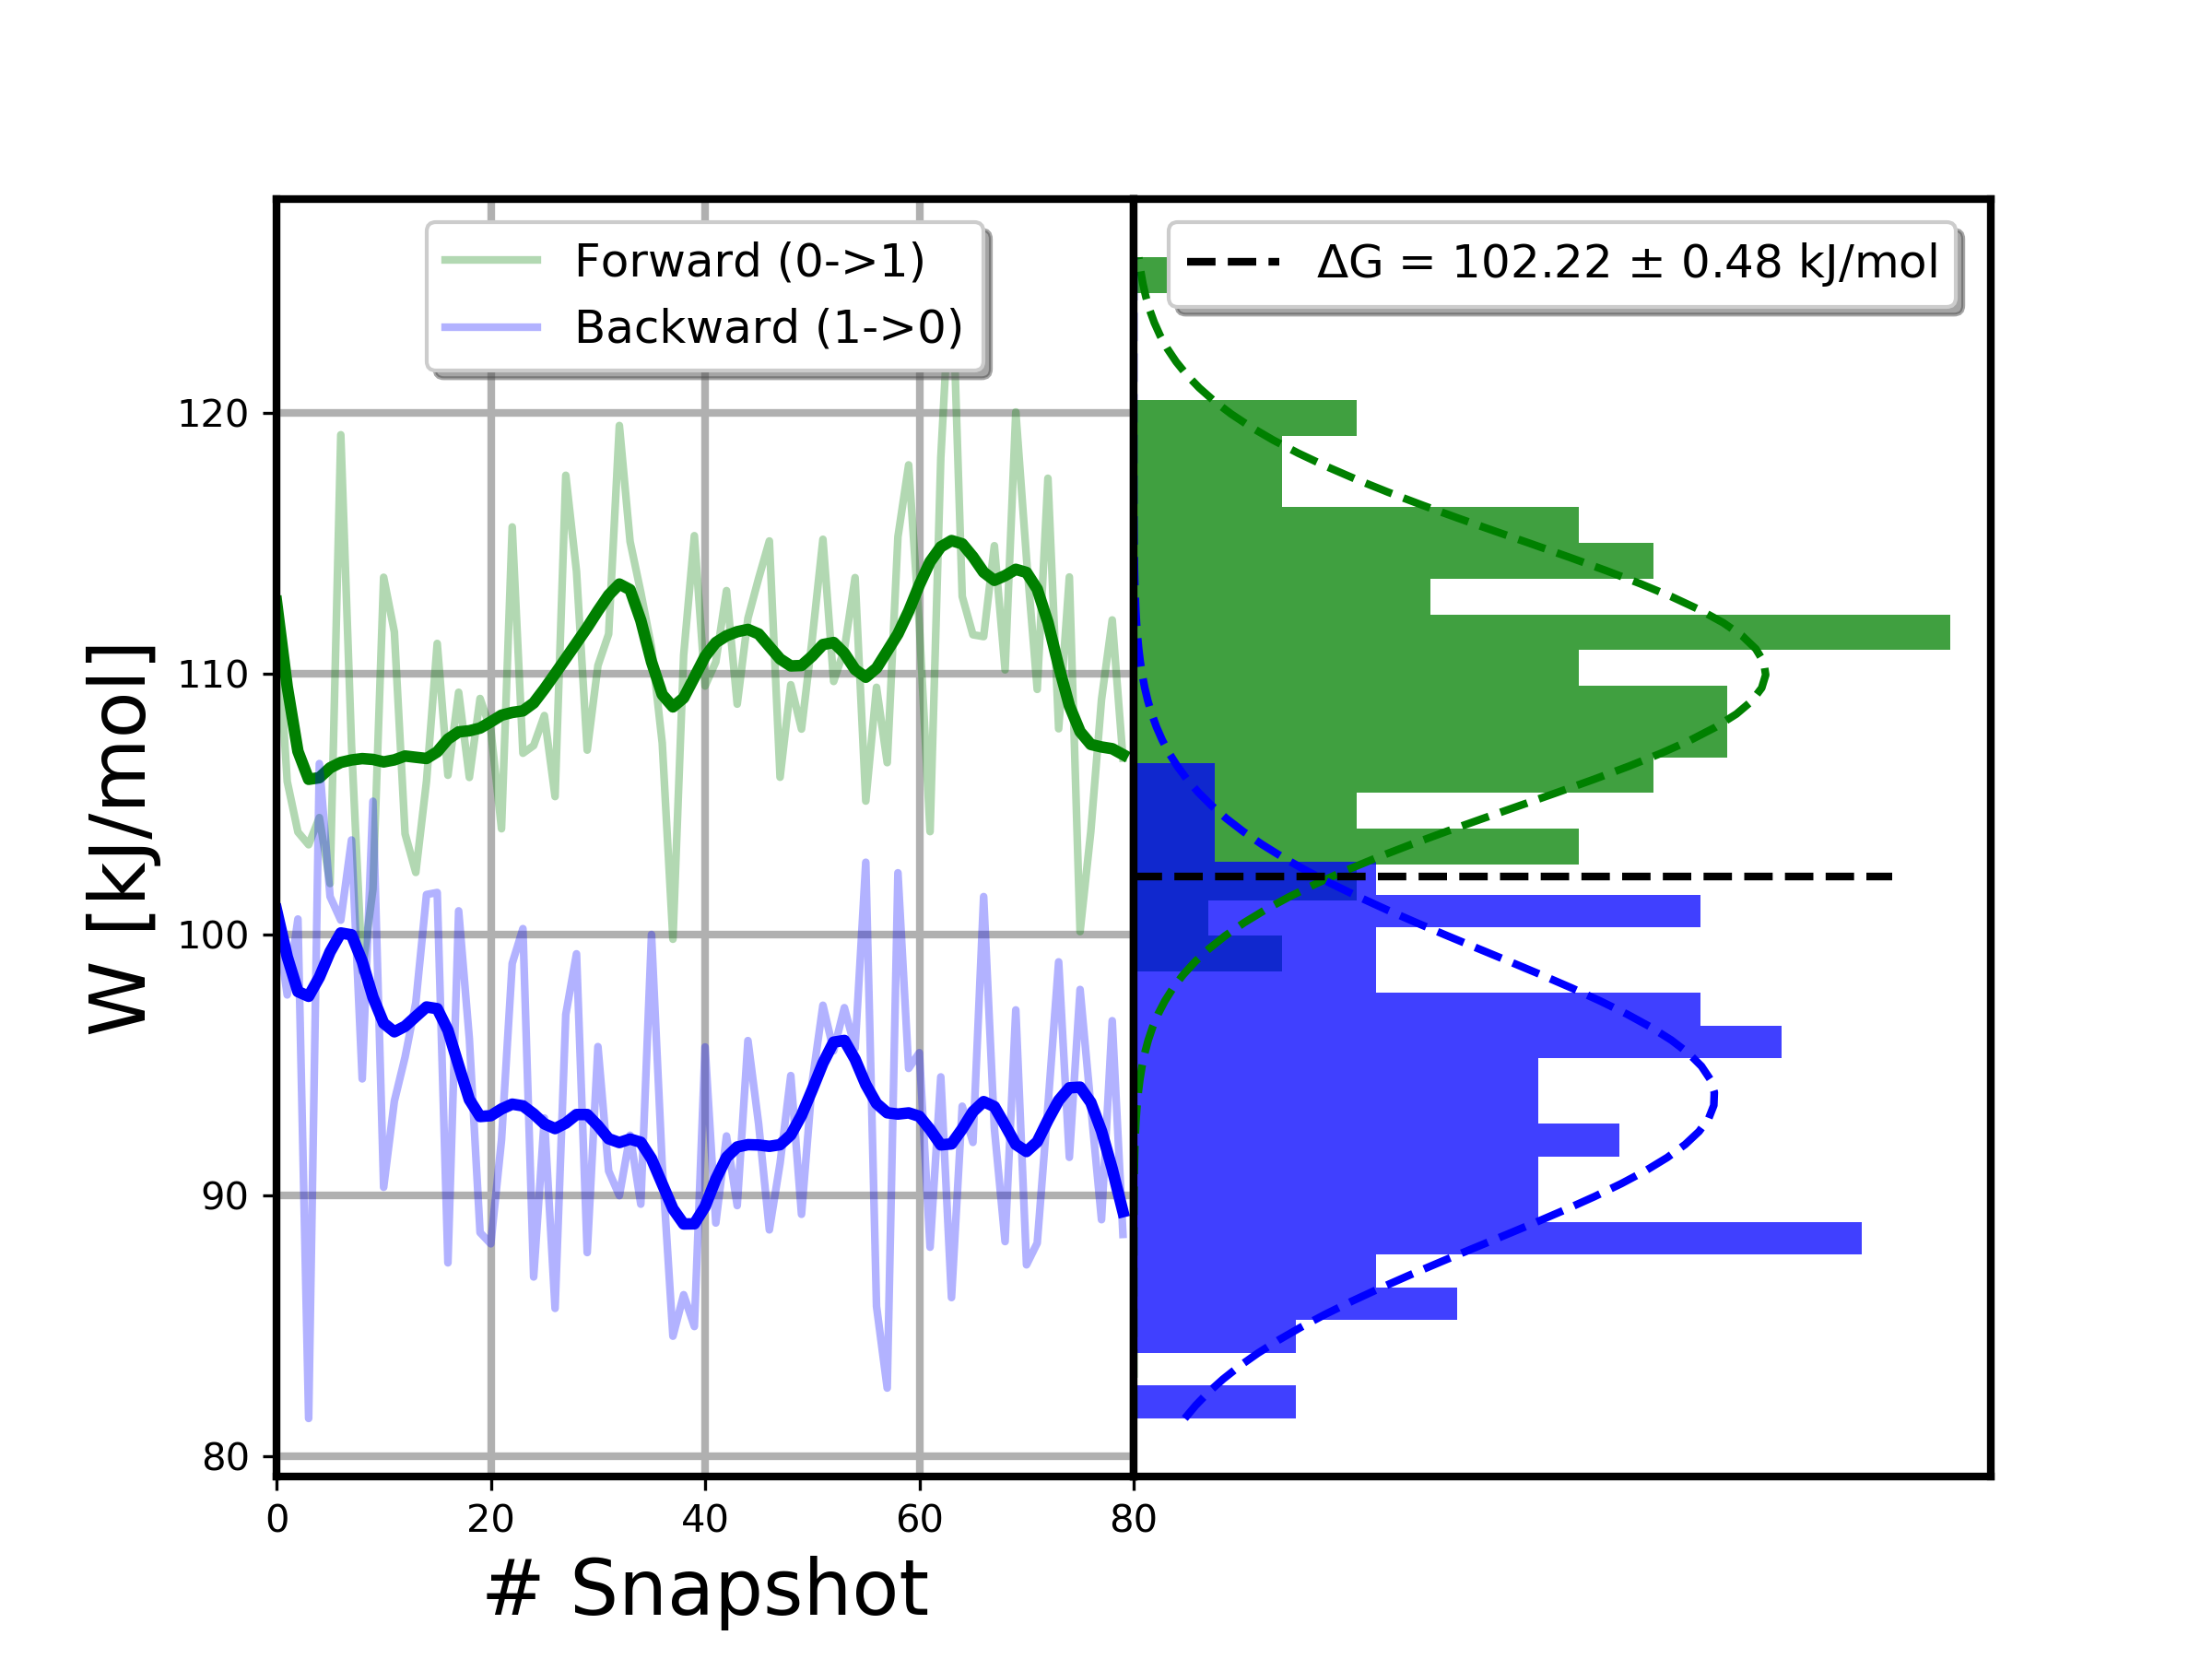 Forward (0->1)
Backward (1->0)
ΔG = 102.22 ± 0.48 kJ/mol
W [kJ/mol]
120
110
100
90
80
0 20 40 60 80
# Snapshot